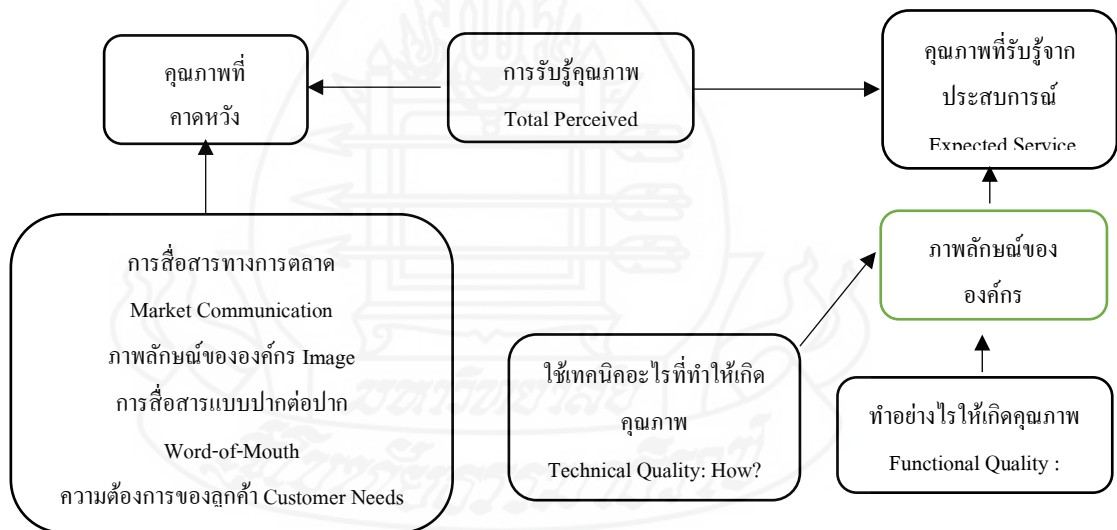 คุณภาพที่
คาดหวัง
การรับรู้คุณภาพ
Total Perceived
คุณภาพที่รับรู้จาก
ประสบการณ์
Expected Service
การสื่อสารทางการตลาด
Market Communication
ภาพลักษณ์ขององค์กร Image
การสื่อสารแบบปากต่อปาก
Word-of-Mouth
ความต้องการของลูกค้า Customer Needs
ภาพลักษณ์ของ
องค์กร
ใช้เทคนิคอะไรที่ทำให้เกิด
คุณภาพ
Technical Quality: How?
ทำอย่างไรให้เกิดคุณภาพ
Functional Quality :